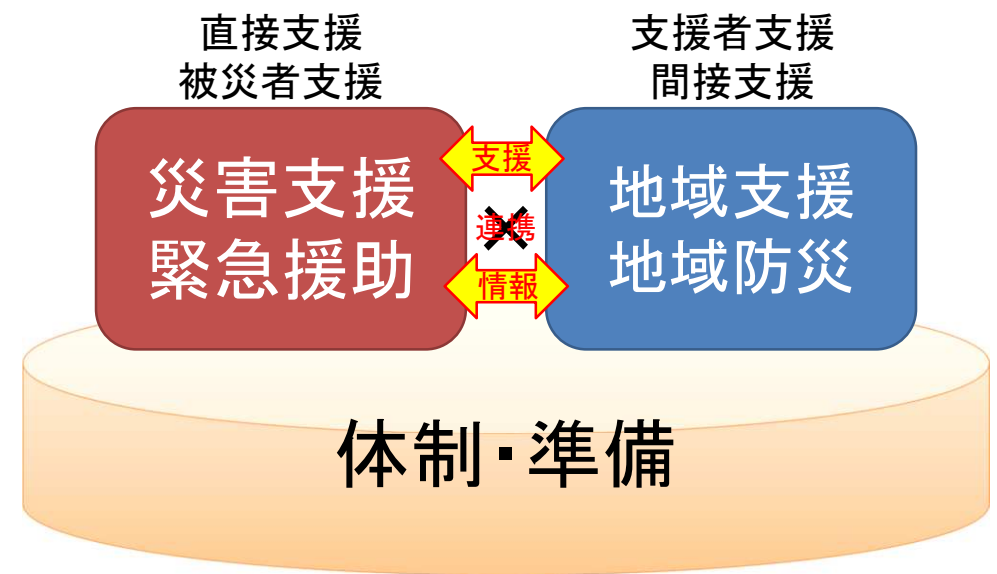 直接支援
被災者支援
支援者支援
間接支援
災害支援
緊急援助
支援
連携
情報
地域支援
地域防災
体制・準備